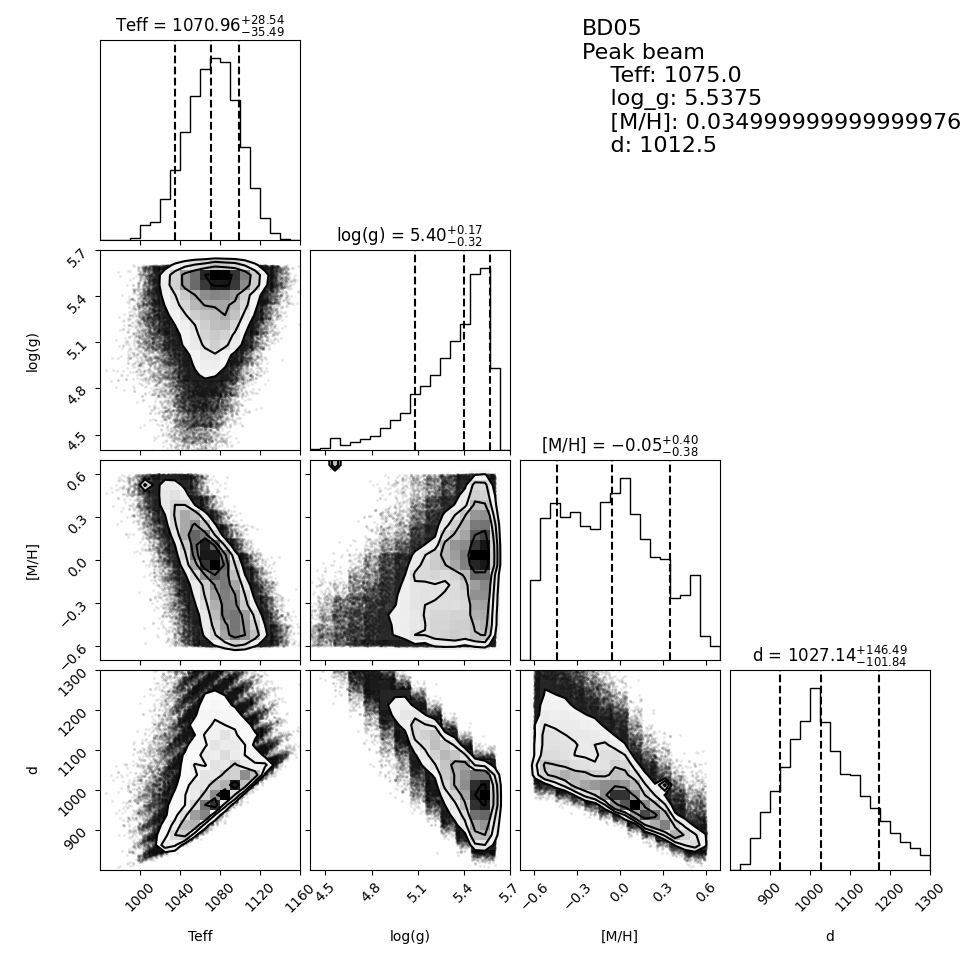 Teff = 1070.96+28.54−35.49
BD05
Peak beam
Teff: 1075.0
log_g: 5.5375
[M/H]: 0.034999999999999976
d: 1012.5
log(g) = 5.40+0.17−0.32
5.7
5.4
5.1
4.8
4.5
log(g)
[M/H] = −0.05+0.40−0.38
0.6
0.3
0.0
−0.3
−0.6
[M/H]
d = 1027.14+146.49−101.84
1300
1200
1100
1000
900
d
1000 1040 1080 1120 1160
4.5 4.8 5.1 5.4 5.7
−0.6 −0.3 0.0 0.3 0.6
900 1000 1100 1200 1300
Teff log(g) [M/H] d